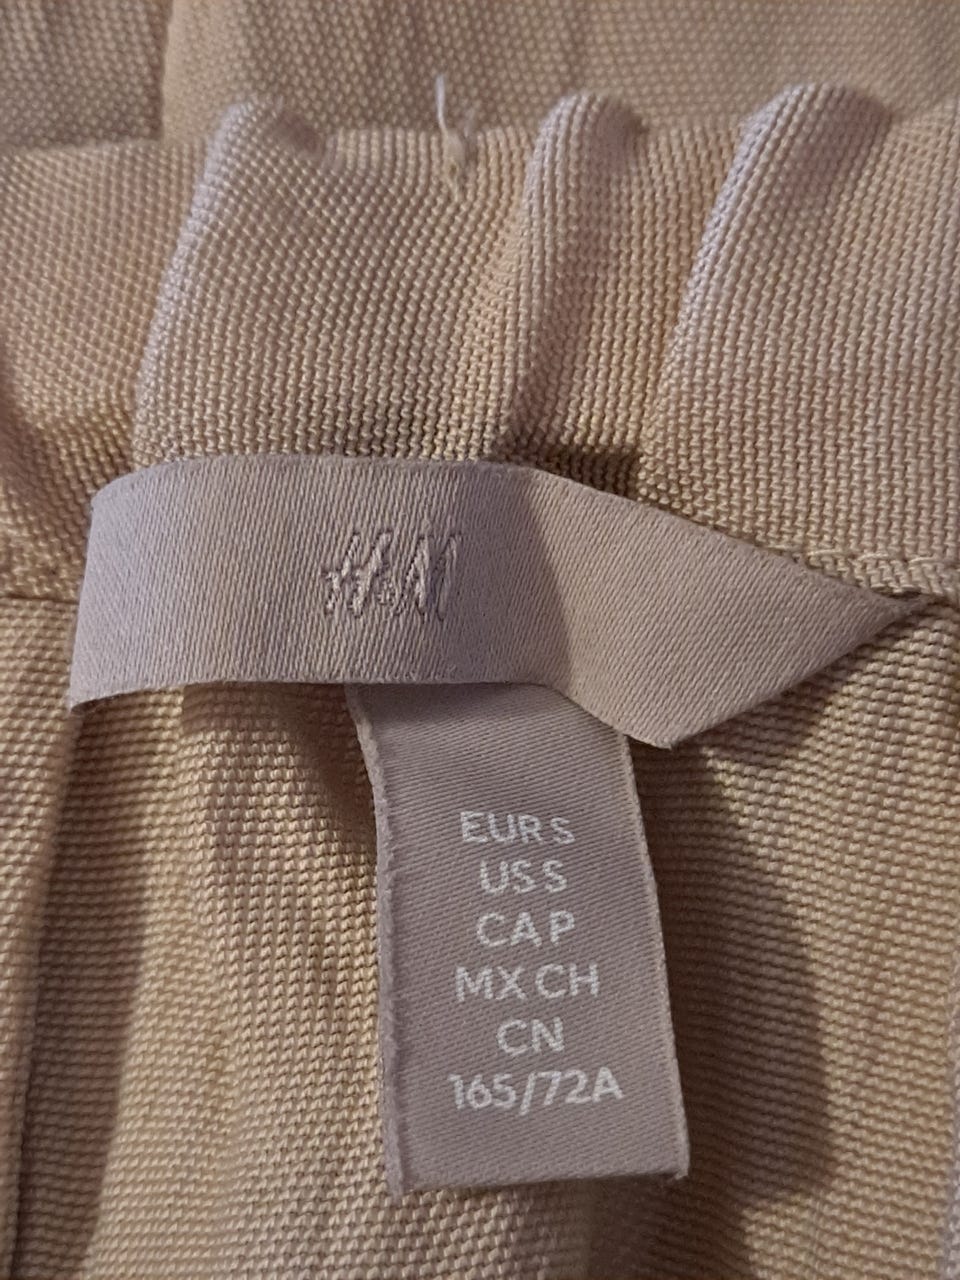 H&M
EUR S
US S
CA P
MX CH
CN
165/72A